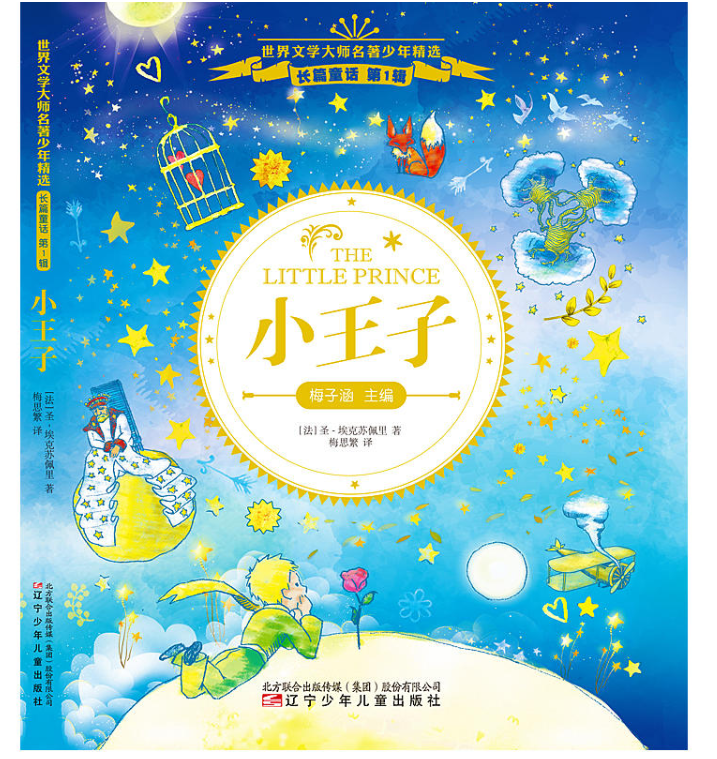 世界文学大师名著少年精选
长篇童话 第1辑
THE
LITTLE PRINCE
小王子
梅子涵 主编
[法]圣-埃克苏佩里 著
梅思繁 译
北方联合出版传媒(集团)股份有限公司
辽宁少年儿童出版社
世界文学大师名著少年精选
长篇童话 第1辑
小王子
[法]圣-埃克苏佩里 著
梅思繁 译
北方联合出版传媒(集团)股份有限公司
辽宁少年儿童出版社